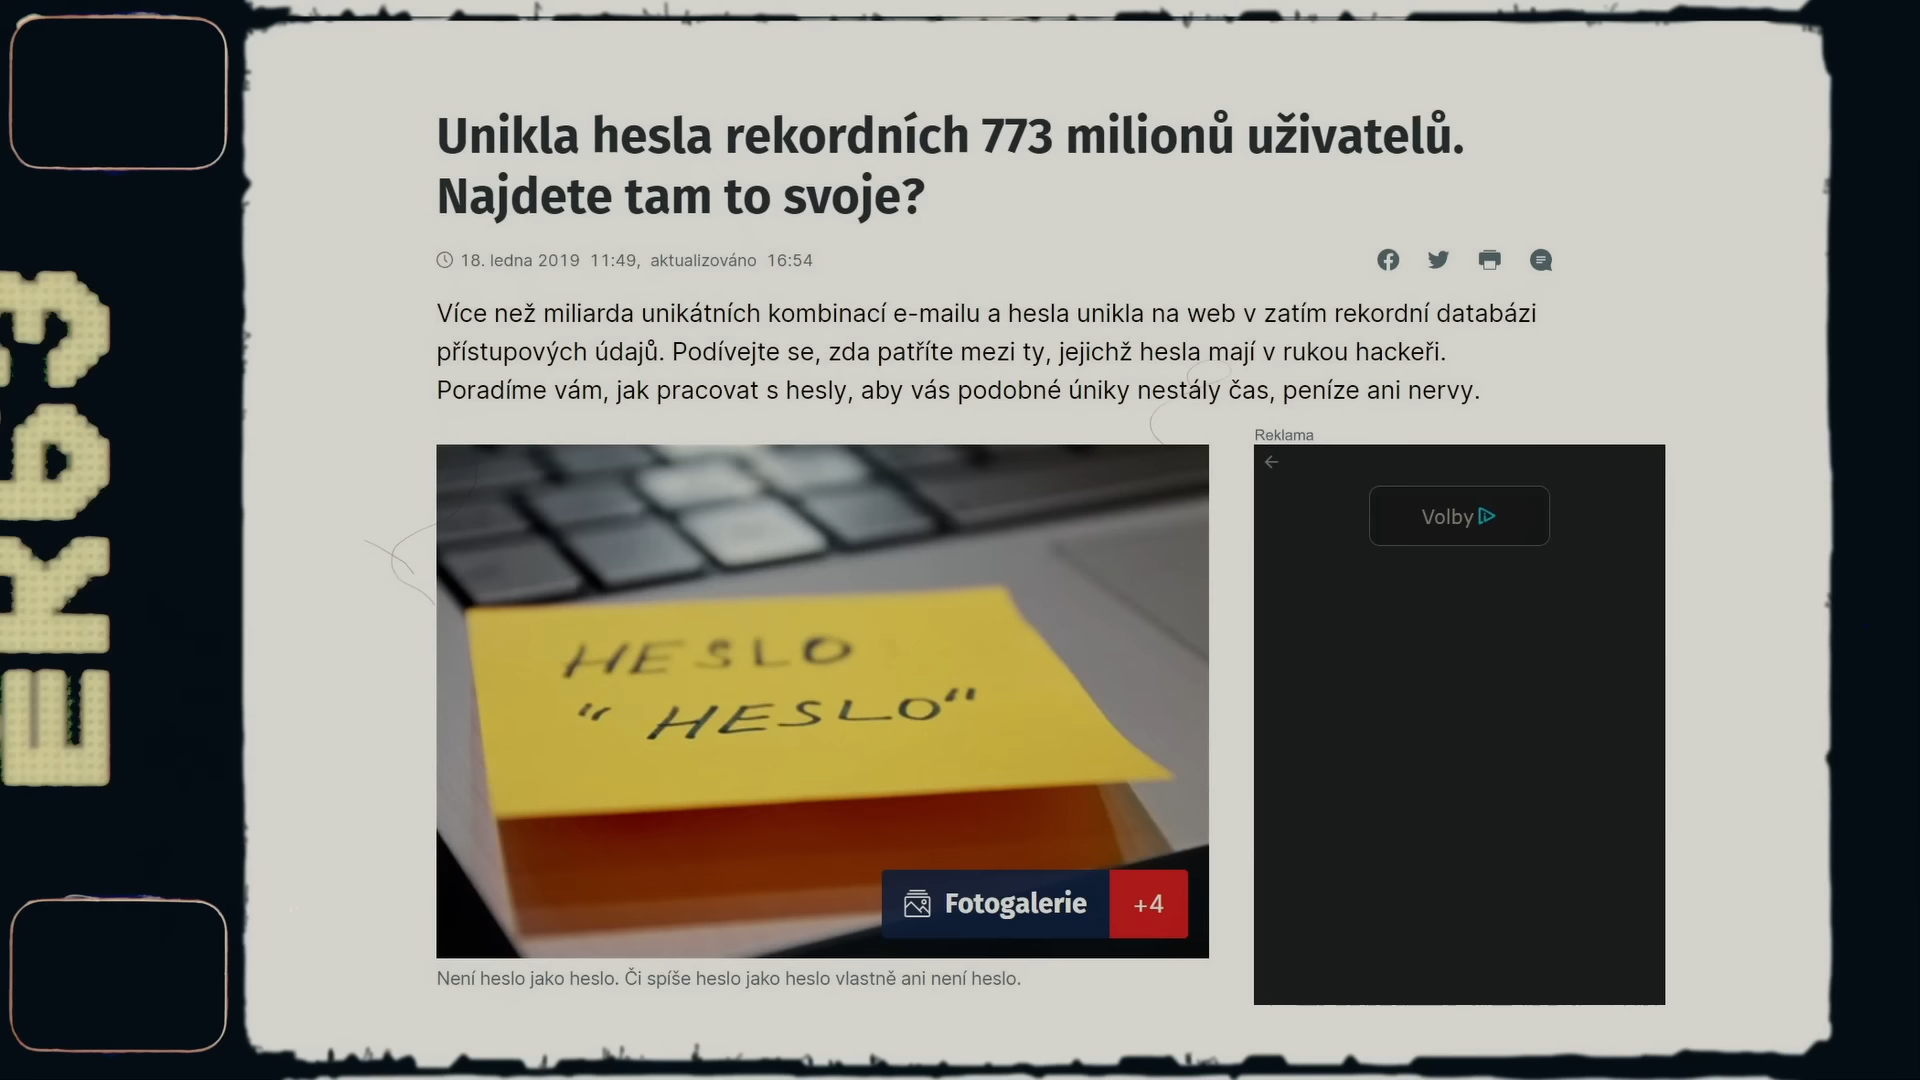 Unikla hesla rekordních 773 milionů uživatelů.
Najdete tam to svoje?
18. ledna 2019 11:49, aktualizováno 16:54
Více než miliarda unikátních kombinací e-mailu a hesla unikla na web v zatím rekordní databázi
přístupových údajů. Podívejte se, zda patříte mezi ty, jejichž hesla mají v rukou hackeři.
Poradíme vám, jak pracovat s hesly, aby vás podobné úniky nestály čas, peníze ani nervy.
Reklama
Volby
HESLO
“ HESLO“
Fotogalerie +4
Není heslo jako heslo. Či spíše heslo jako heslo vlastně ani není heslo.